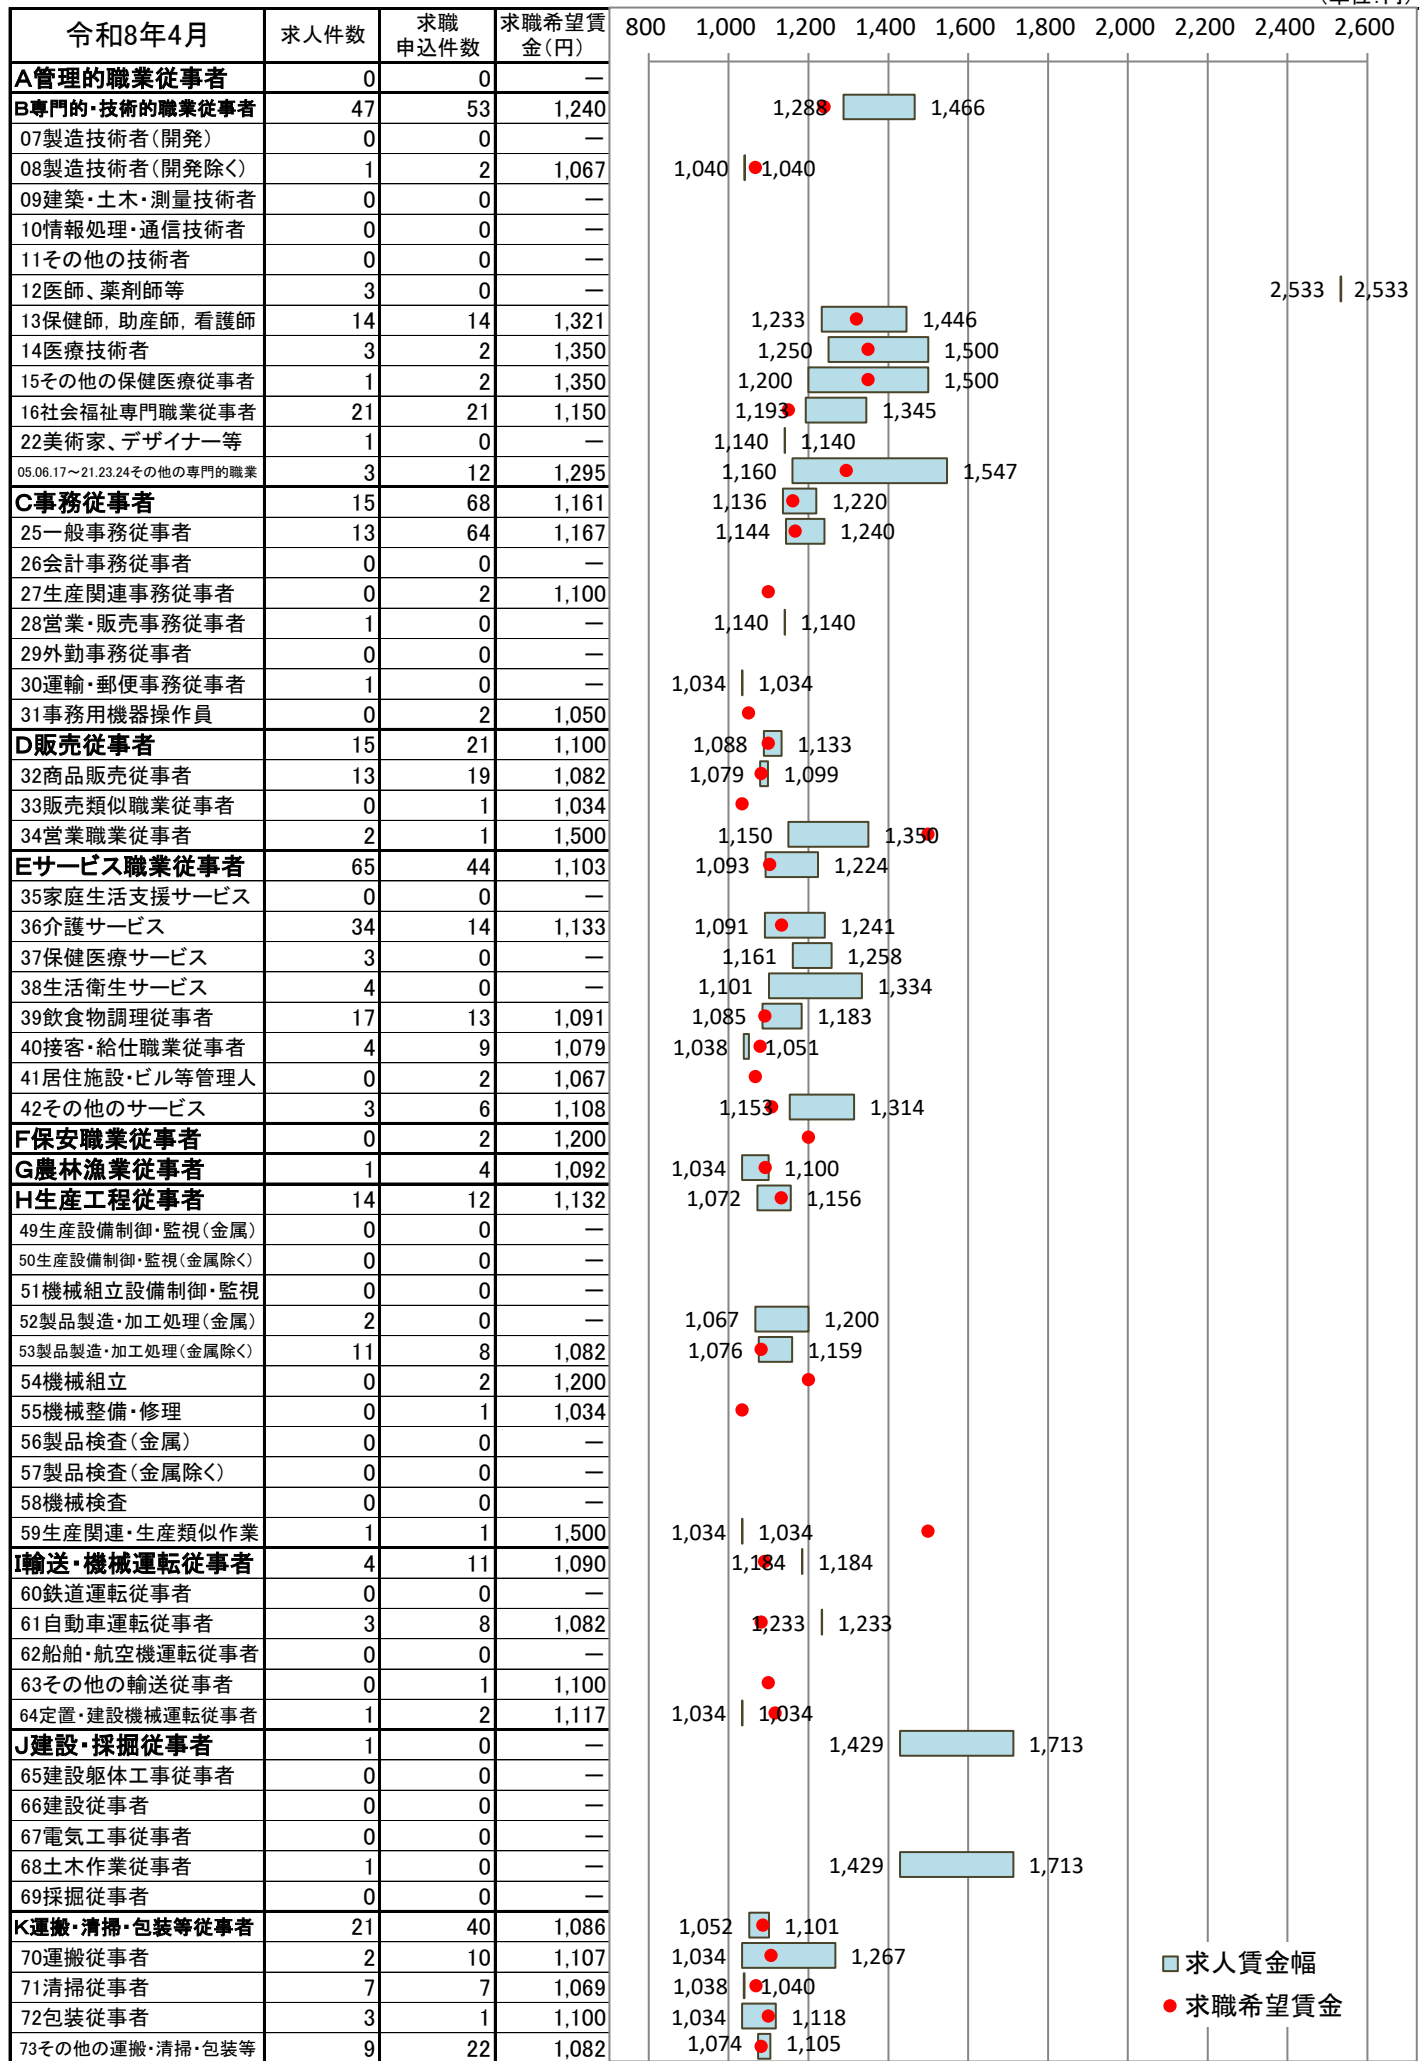 令和8年4月 求人件数 求職申込件数 求職希望賃金(円) 800 1,000 1,200 1,400 1,600 1,800 2,000 2,200 2,400 2,600
A管理的職業従事者 0 0 ―
B専門的・技術的職業従事者 47 53 1,240 1,288 1,466
07製造技術者(開発) 0 0 ―
08製造技術者(開発除く) 1 2 1,067 1,040 1,040
09建築・土木・測量技術者 0 0 ―
10情報処理・通信技術者 0 0 ―
11その他の技術者 0 0 ―
12医師、薬剤師等 3 0 ― 2,533 2,533
13保健師,助産師,看護師 14 14 1,321 1,233 1,446
14医療技術者 3 2 1,350 1,250 1,500
15その他の保健医療従事者 1 2 1,350 1,200 1,500
16社会福祉専門職業従事者 21 21 1,150 1,193 1,345
22美術家、デザイナー等 1 0 ― 1,140 1,140
05.06.17～21.23.24その他の専門的職業 3 12 1,295 1,160 1,547
C事務従事者 15 68 1,161 1,136 1,220
25一般事務従事者 13 64 1,167 1,144 1,240
26会計事務従事者 0 0 ―
27生産関連事務従事者 0 2 1,100
28営業・販売事務従事者 1 0 ― 1,140 1,140
29外勤事務従事者 0 0 ―
30運輸・郵便事務従事者 1 0 ― 1,034 1,034
31事務用機器操作員 0 2 1,050
D販売従事者 15 21 1,100 1,088 1,133
32商品販売従事者 13 19 1,082 1,079 1,099
33販売類似職業従事者 0 1 1,034
34営業職業従事者 2 1 1,500 1,150 1,350
Eサービス職業従事者 65 44 1,103 1,093 1,224
35家庭生活支援サービス 0 0 ―
36介護サービス 34 14 1,133 1,091 1,241
37保健医療サービス 3 0 ― 1,161 1,258
38生活衛生サービス 4 0 ― 1,101 1,334
39飲食物調理従事者 17 13 1,091 1,085 1,183
40接客・給仕職業従事者 4 9 1,079 1,038 1,051
41居住施設・ビル等管理人 0 2 1,067
42その他のサービス 3 6 1,108 1,153 1,314
F保安職業従事者 0 2 1,200
G農林漁業従事者 1 4 1,092 1,034 1,100
H生産工程従事者 14 12 1,132 1,072 1,156
49生産設備制御・監視(金属) 0 0 ―
50生産設備制御・監視(金属除く) 0 0 ―
51機械組立設備制御・監視 0 0 ―
52製品製造・加工処理(金属) 2 0 ― 1,067 1,200
53製品製造・加工処理(金属除く) 11 8 1,082 1,076 1,159
54機械組立 0 2 1,200
55機械整備・修理 0 1 1,034
56製品検査(金属) 0 0 ―
57製品検査(金属除く) 0 0 ―
58機械検査 0 0 ―
59生産関連・生産類似作業 1 1 1,500 1,034 1,034
I輸送・機械運転従事者 4 11 1,090 1,184 1,184
60鉄道運転従事者 0 0 ―
61自動車運転従事者 3 8 1,082 1,233 1,233
62船舶・航空機運転従事者 0 0 ―
63その他の輸送従事者 0 1 1,100
64定置・建設機械運転従事者 1 2 1,117 1,034 1,034
J建設・採掘従事者 1 0 ― 1,429 1,713
65建設躯体工事従事者 0 0 ―
66建設従事者 0 0 ―
67電気工事従事者 0 0 ―
68土木作業従事者 1 0 ― 1,429 1,713
69採掘従事者 0 0 ―
K運搬・清掃・包装等従事者 21 40 1,086 1,052 1,101
70運搬従事者 2 10 1,107 1,034 1,267 求人賃金幅
71清掃従事者 7 7 1,069 1,038 1,040
72包装従事者 3 1 1,100 1,034 1,118 求職希望賃金
73その他の運搬・清掃・包装等 9 22 1,082 1,074 1,105